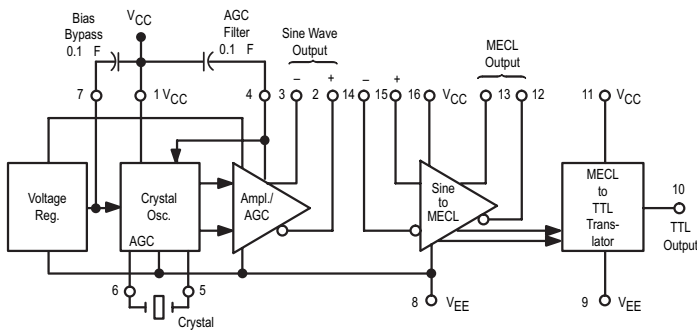 Bias
Bypass
0.1 F
VCC
AGC
Filter
0.1 F
Sine Wave
Output
MECL
Output
7
1 VCC
4
3
–
2
+
14
–
15
+
16
VCC
13
12
11
VCC
Voltage
Reg.
Crystal
Osc.
AGC
Ampl./
AGC
Sine
to
MECL
MECL
to
TTL
Trans-
lator
10
TTL
Output
6
5
Crystal
8
VEE
9
VEE